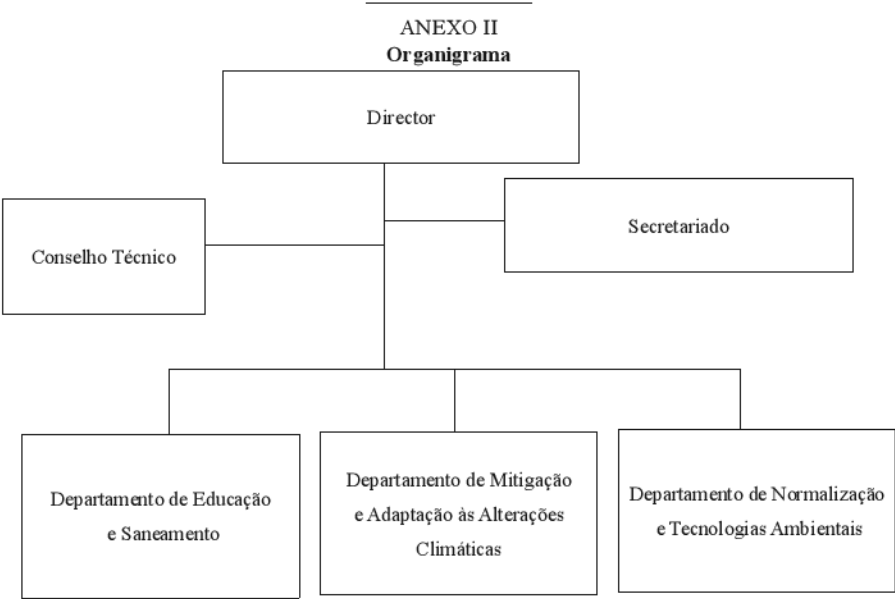 ANEXO II
Organigrama
Director
Secretariado
Conselho Técnico
Departamento de Educação
e Saneamento
Departamento de Mitigação
e Adaptação às Alterações
Climáticas
Departamento de Normalização
e Tecnologias Ambientais